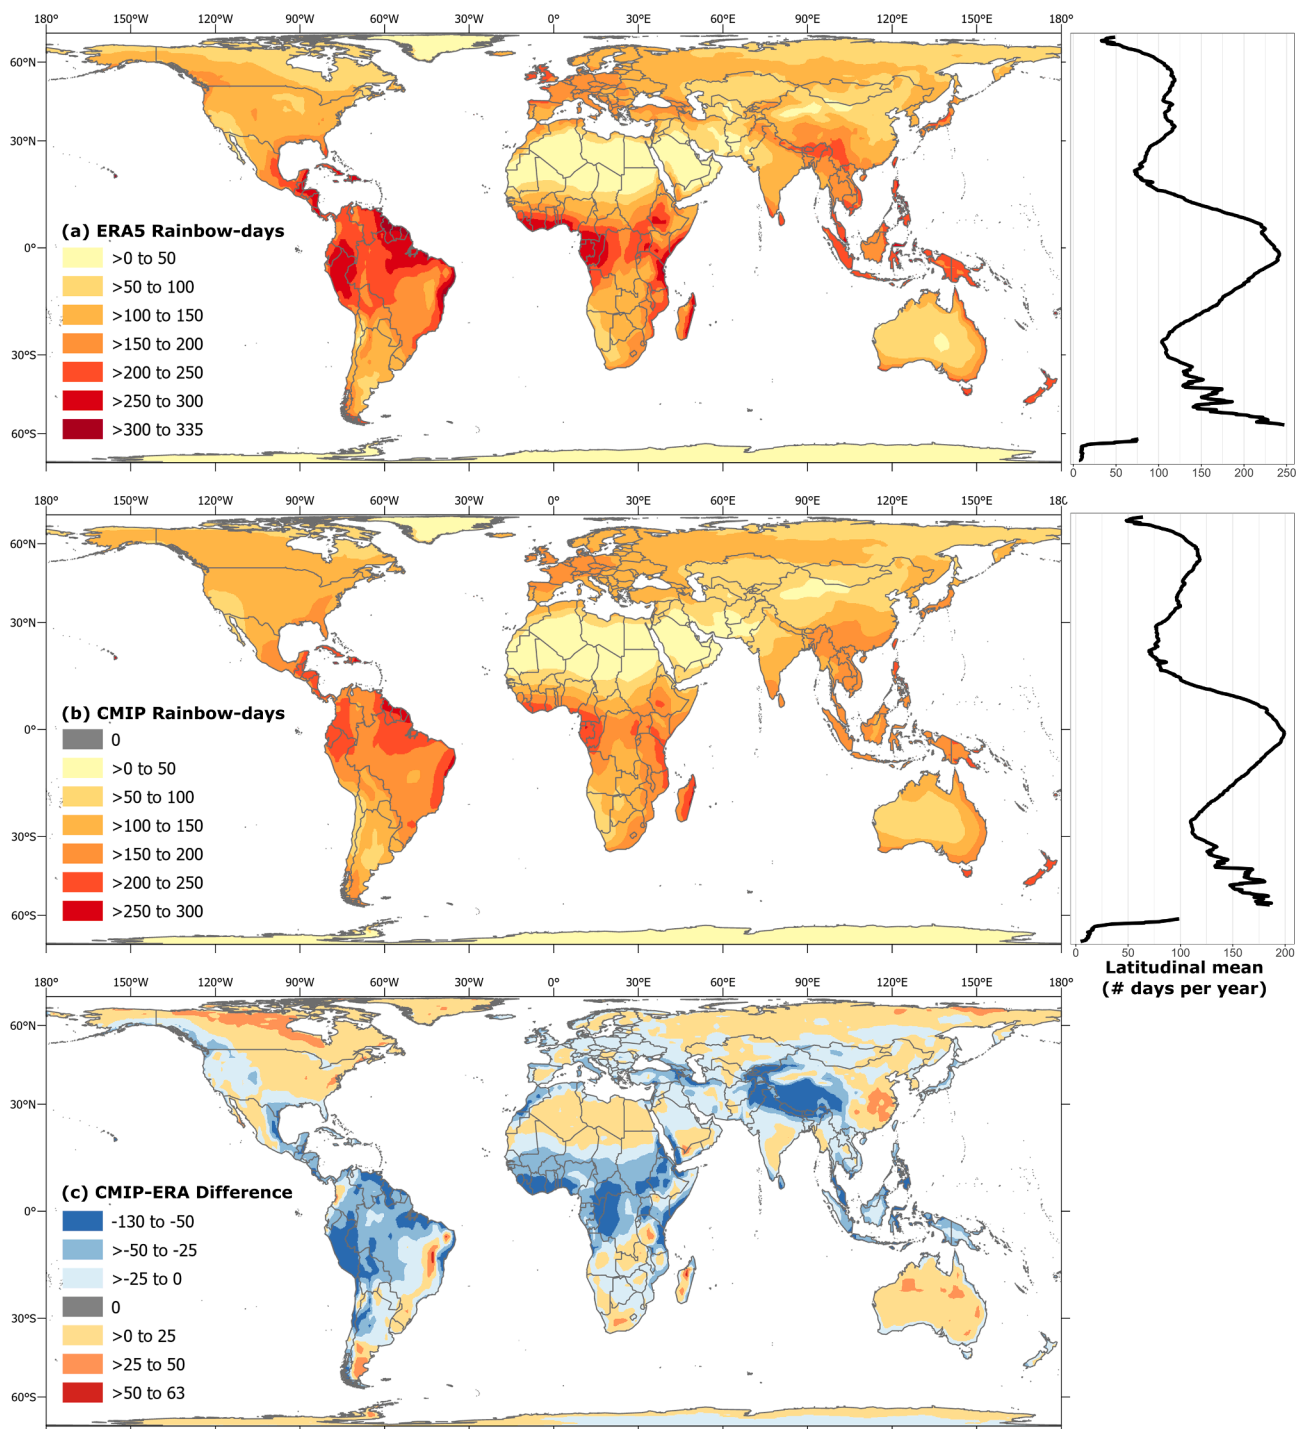 180° 150°W 120°W 90°W 60°W 30°W 0° 30°E 60°E 90°E 120°E 150°E 180°
60°N
30°N
(a) ERA5 Rainbow-days
0°
>0 to 50
>50 to 100
>100 to 150
>150 to 200
30°S
>200 to 250
>250 to 300
>300 to 335
60°S
0 50 100 150 200 250
180° 150°W 120°W 90°W 60°W 30°W 0° 30°E 60°E 90°E 120°E 150°E 18(
60°N
30°N
(b) CMIP Rainbow-days
0°
0
>0 to 50
>50 to 100
>100 to 150
30°S
>150 to 200
>200 to 250
>250 to 300
60°S
0 50 100 150 200
Latitudinal mean
(# days per year)
180° 150°W 120°W 90°W 60°W 30°W 0° 30°E 60°E 90°E 120°E 150°E 180°
60°N
30°N
(c) CMIP-ERA Difference
0°
-130 to -50
>-50 to -25
>-25 to 0
0
30°S
>0 to 25
>25 to 50
>50 to 63
60°S